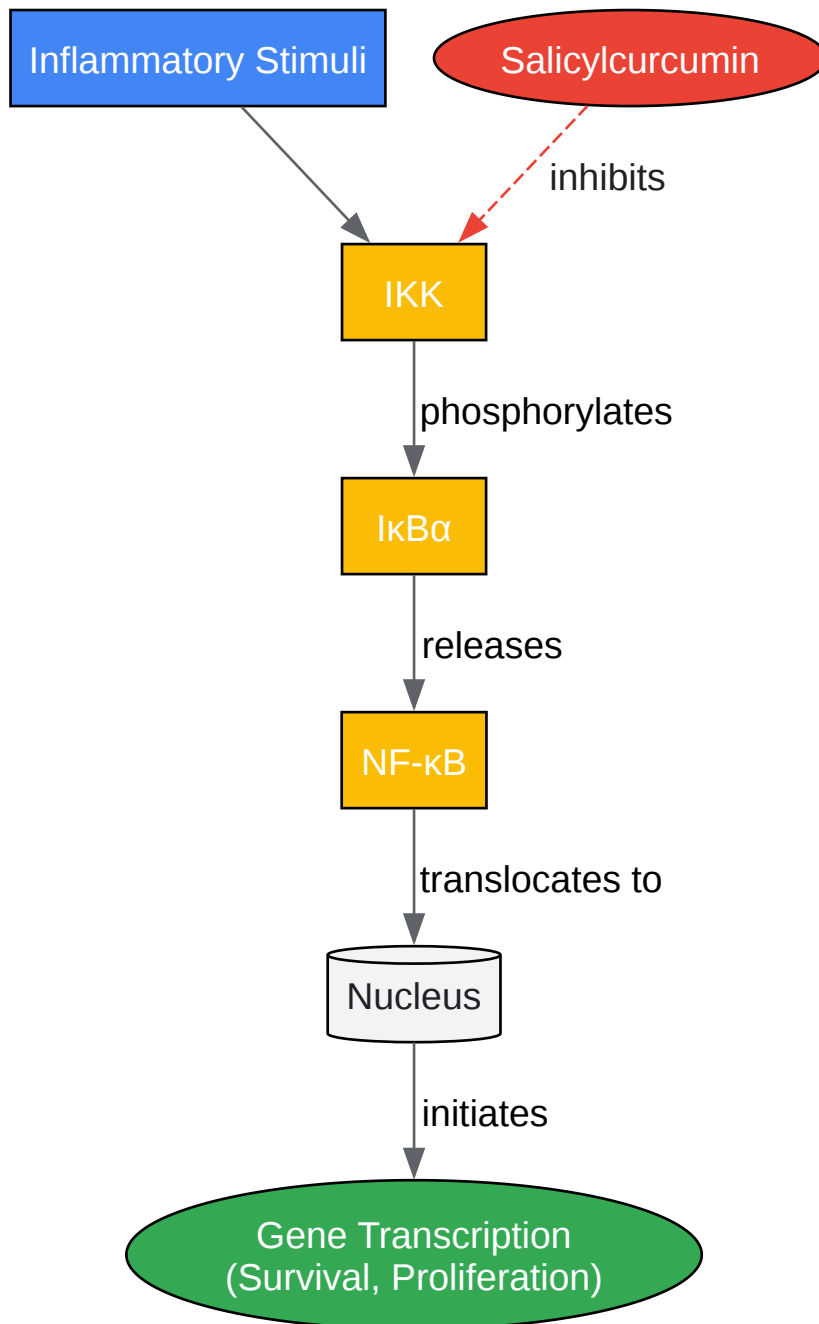 Inflammatory Stimuli
Salicylcurcumin
inhibits
IKK
phosphorylates
IκBα
releases
NF-κB
translocates to
Nucleus
initiates
Gene Transcription
(Survival, Proliferation)